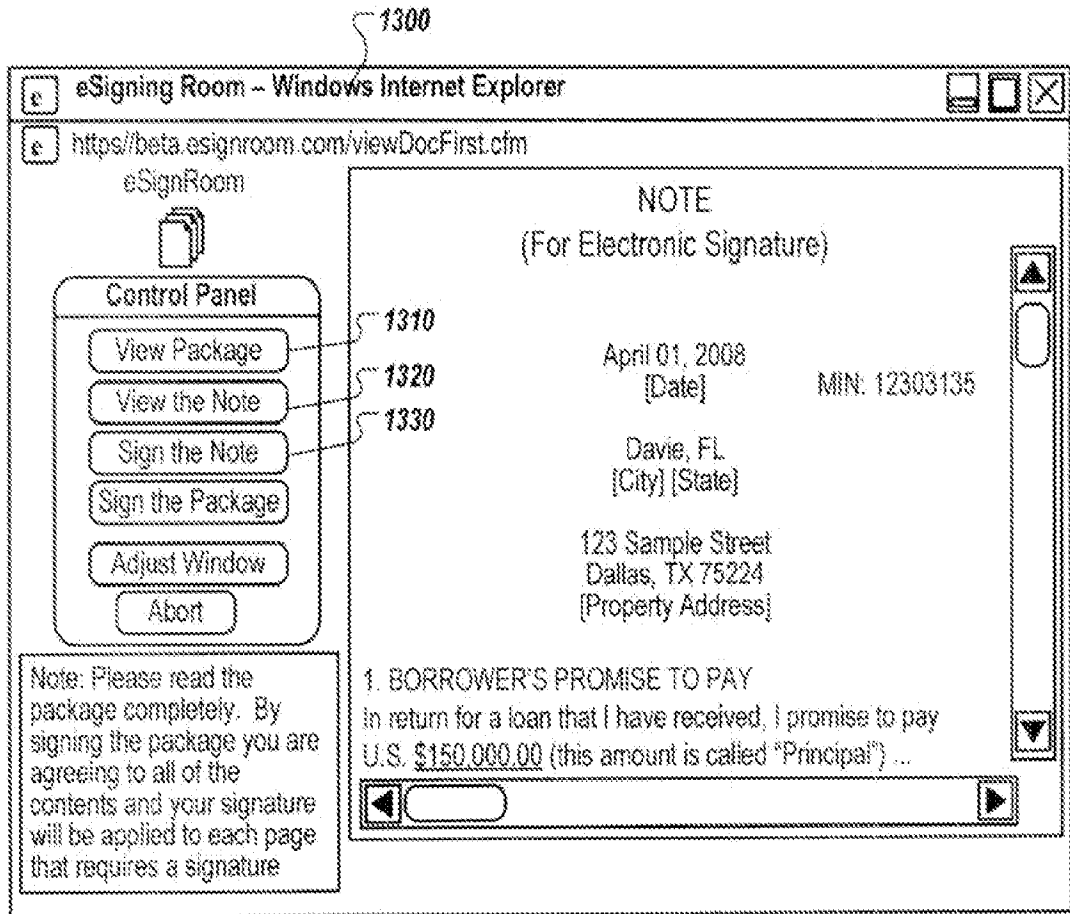 1300
e eSigning Room – Windows Internet Explorer
e https//beta.esignroom.com/viewDocFirst.cfm
eSignRoom
Control Panel
View Package
1310
View the Note
1320
Sign the Note
1330
Sign the Package
Adjust Window
Abort
Note: Please read the
package completely. By
signing the package you are
agreeing to all of the
contents and your signature
will be applied to each page
that requires a signature
NOTE
(For Electronic Signature)
April 01, 2008
[Date]
MIN: 12303135
Davie, FL
[City] [State]
123 Sample Street
Dallas, TX 75224
[Property Address]
1. BORROWER'S PROMISE TO PAY
In return for a loan that I have received, I promise to pay
U.S. $150,000.00 (this amount is called "Principal") ...